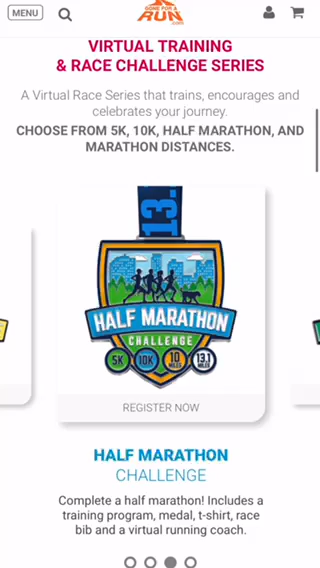 MENU
GONE FOR A
RUN
.com
VIRTUAL TRAINING
& RACE CHALLENGE SERIES
A Virtual Race Series that trains, encourages and
celebrates your journey.
CHOOSE FROM 5K, 10K, HALF MARATHON, AND
MARATHON DISTANCES.
13.
HALF MARATHON
CHALLENGE
5K 10K 10 MILES 13.1 MILES
REGISTER NOW
HALF MARATHON
CHALLENGE
Complete a half marathon! Includes a
training program, medal, t-shirt, race
bib and a virtual running coach.